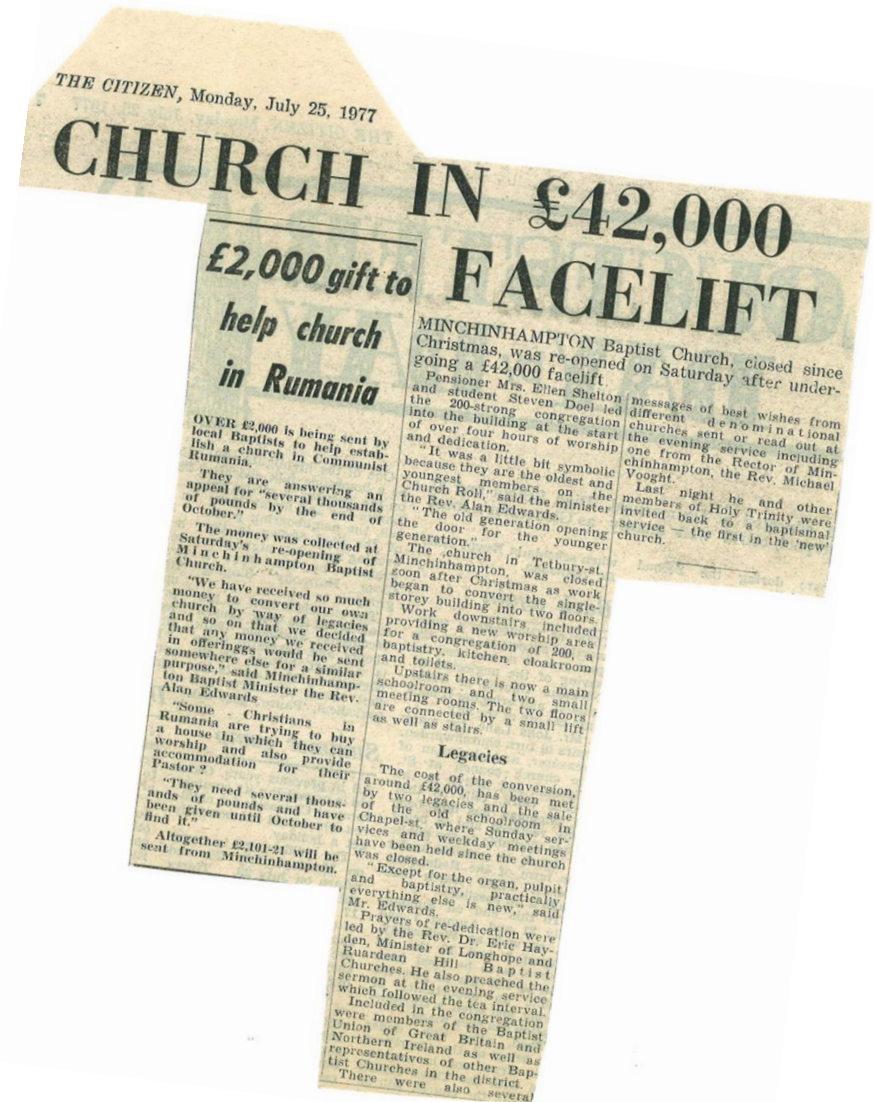 THE CITIZEN, Monday, July 25, 1977
CHURCH IN £42,000
FACELIFT
£2,000 gift to
help church
in Rumania
OVER £2,000 is being sent by
local Baptists to help estab-
lish a church in Communist
Rumania.
They are answering an
appeal for "several thousands
of pounds by the end of
October."
The money was collected at
Saturday's re-opening of
Minchinhampton Baptist
Church.
"We have received so much
money to convert our own
church by way of legacies
and so on that we decided
that any money we received
in offeringgs would be sent
somewhere else for a similar
purpose," said Minchinhamp-
ton Baptist Minister the Rev.
Alan Edwards
"Some Christians in
Rumania are trying to buy
a house in which they can
worship and also provide
accommodation for their
Pastor ?
"They need several thous-
ands of pounds and have
been given until October to
find it."
Altogether £2,101-21 will be
sent from Minchinhampton.
MINCHINHAMPTON Baptist Church, closed since
Christmas, was re-opened on Saturday after under-
going a £42,000 facelift
Pensioner Mrs. Ellen Shelton
and student Steven Doel led
the 200-strong congregation
into the building at the start
of over four hours of worship
and dedication.
"It was a little bit symbolic
because they are the oldest and
youngest members on the
Church Roll," said the minister
the Rev. Alan Edwards.
"The old generation opening
the door for the younger
generation."
The church in Tetbury-st.
Minchinhampton, was closed
soon after Christmas as work
began to convert the single-
storey building into two floors.
Work downstairs included
providing a new worship area
for a congregation of 200, a
baptistry, kitchen, cloakroom
and toilets.
Upstairs there is now a main
schoolroom and two small
meeting rooms. The two floors
are connected by a small lift
as well as stairs.
Legacies
The cost of the conversion,
around £42,000, has been met
by two legacies and the sale
of the old schoolroom in
Chapel-st, where Sunday ser-
vices and weekday meetings
have been held since the church
was closed.
"Except for the organ, pulpit
and baptistry, practically
everything else is new," said
Mr. Edwards.
Prayers of re-dedication were
led by the Rev. Dr. Eric Hay-
den, Minister of Longhope and
Ruardean Hill Baptist
Churches. He also preached the
sermon at the evening service
which followed the tea interval.
Included in the congregation
were members of the Baptist
Union of Great Britain and
Northern Ireland as well as
representatives of other Bap-
tist Churches in the district.
There were also several
messages of best wishes from
different denominational
churches sent or read out at
the evening service including
one from the Rector of Min-
chinhampton, the Rev. Michael
Vooght.
Last night he and other
members of Holy Trinity were
invited back to a baptismal
service — the first in the 'new'
church.